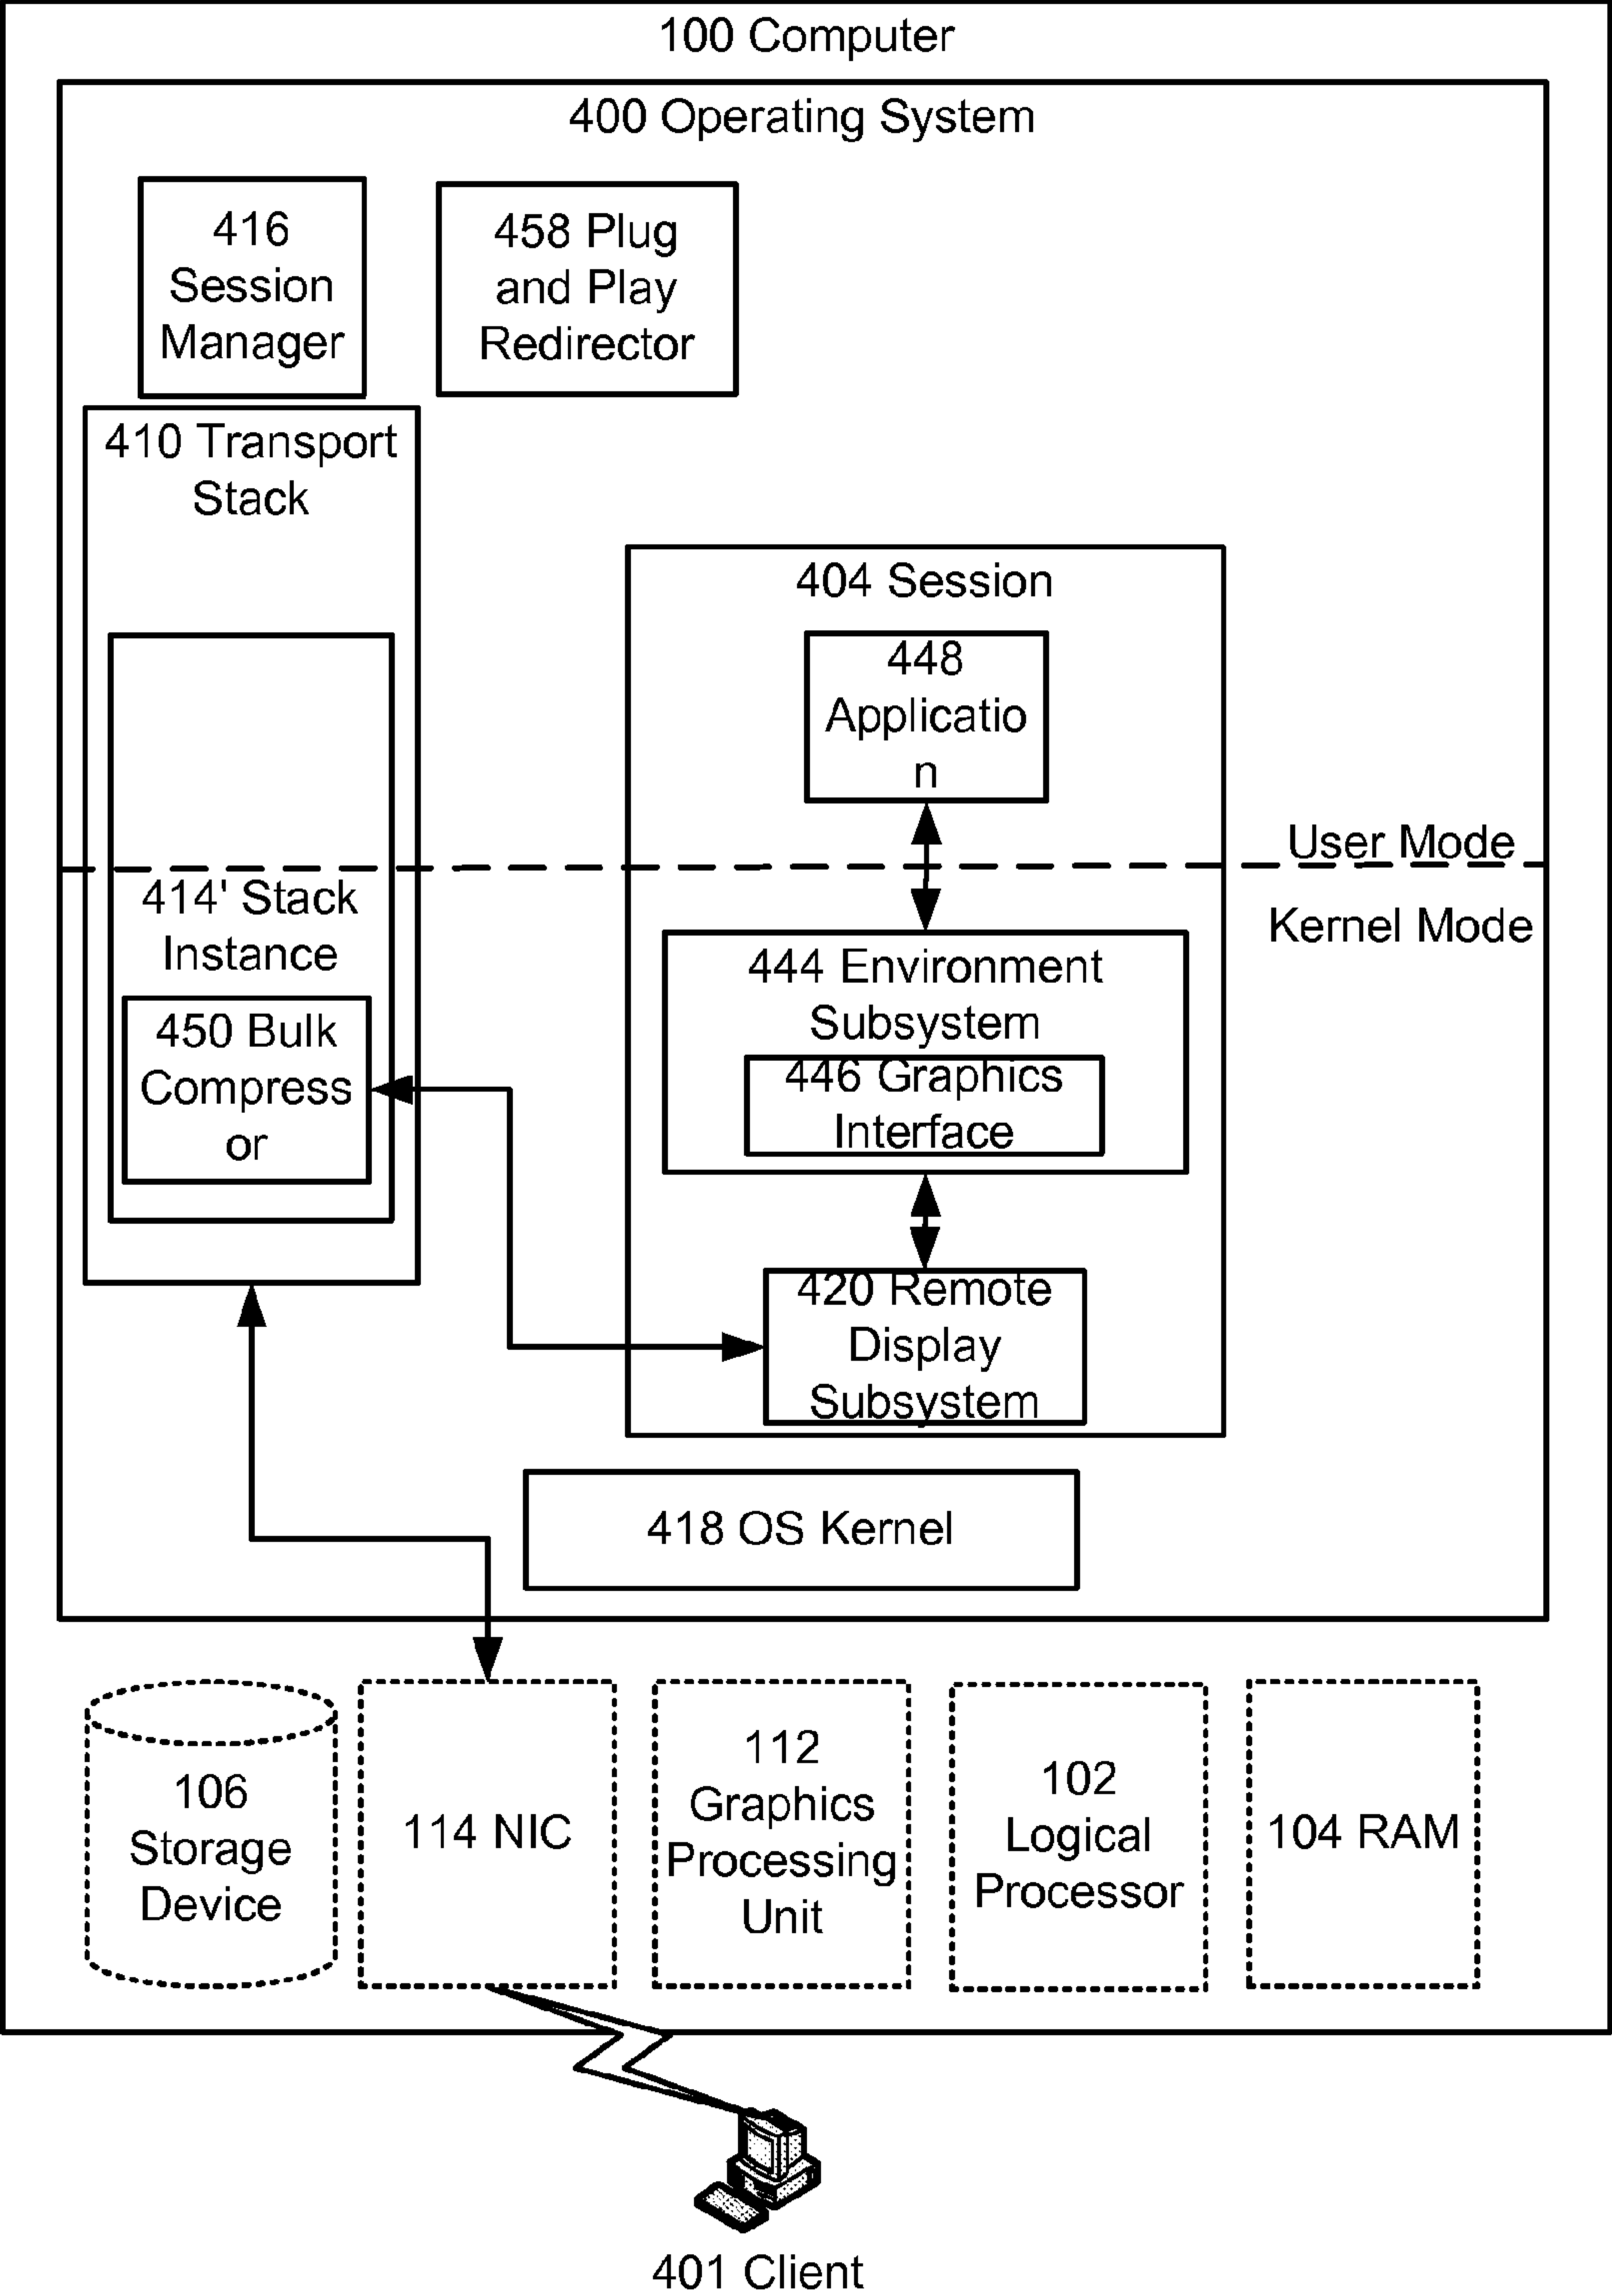 100 Computer
400 Operating System
416
Session
Manager
458 Plug
and Play
Redirector
410 Transport
Stack
404 Session
448
Applicatio
n
User Mode
Kernel Mode
414' Stack
Instance
450 Bulk
Compress
or
444 Environment
Subsystem
446 Graphics
Interface
420 Remote
Display
Subsystem
418 OS Kernel
106
Storage
Device
114 NIC
112
Graphics
Processing
Unit
102
Logical
Processor
104 RAM
401 Client